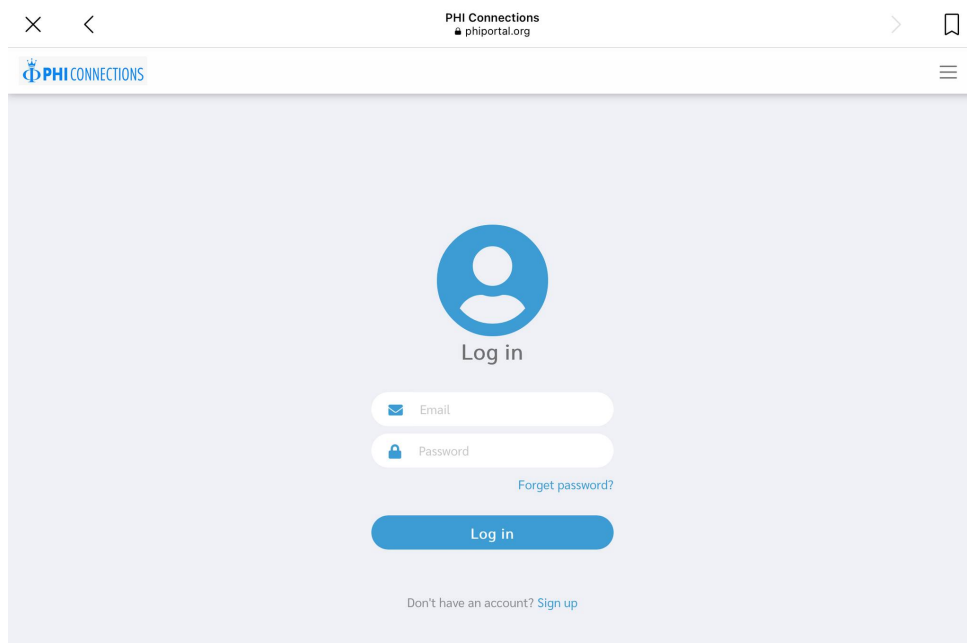 PHI Connections
phiportal.org
PHI CONNECTIONS
Log in
Email
Password
Forget password?
Log in
Don't have an account? Sign up